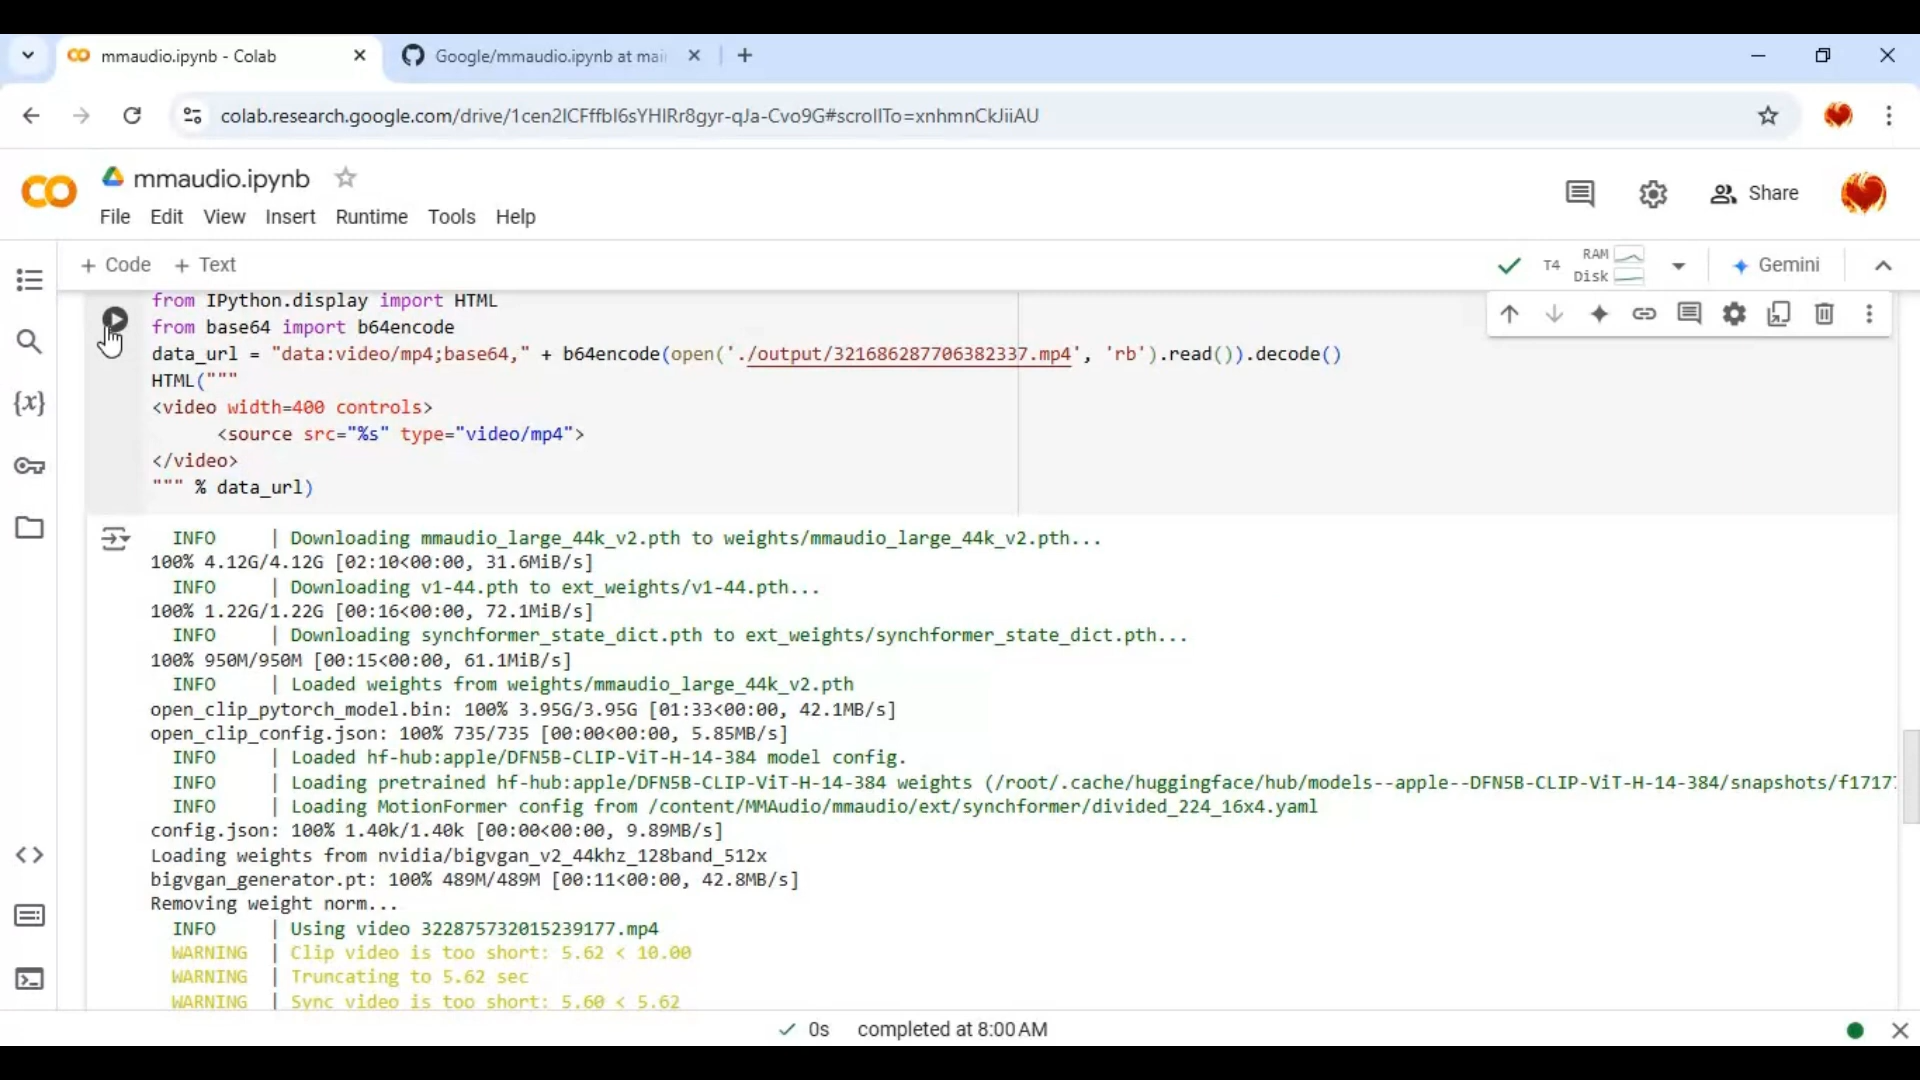 mmaudio.ipynb - Colab
Google/mmaudio.ipynb at mai
colab.research.google.com/drive/1cen2ICFffbI6sYHIRr8gyr-qJa-Cvo9G#scrollTo=xnhmnCkJiiAU
mmaudio.ipynb
File Edit View Insert Runtime Tools Help
Share
+ Code + Text
T4 RAM Disk
Gemini
from IPython.display import HTML
from base64 import b64encode
data_url = "data:video/mp4;base64," + b64encode(open('./output/321686287706382337.mp4', 'rb').read()).decode()
HTML("""
<video width=400 controls>
<source src="%s" type="video/mp4">
</video>
""" % data_url)
INFO | Downloading mmaudio_large_44k_v2.pth to weights/mmaudio_large_44k_v2.pth...
100% 4.12G/4.12G [02:10<00:00, 31.6MiB/s]
INFO | Downloading v1-44.pth to ext_weights/v1-44.pth...
100% 1.22G/1.22G [00:16<00:00, 72.1MiB/s]
INFO | Downloading synchformer_state_dict.pth to ext_weights/synchformer_state_dict.pth...
100% 950M/950M [00:15<00:00, 61.1MiB/s]
INFO | Loaded weights from weights/mmaudio_large_44k_v2.pth
open_clip_pytorch_model.bin: 100% 3.95G/3.95G [01:33<00:00, 42.1MB/s]
open_clip_config.json: 100% 735/735 [00:00<00:00, 5.85MB/s]
INFO | Loaded hf-hub:apple/DFN5B-CLIP-ViT-H-14-384 model config.
INFO | Loading pretrained hf-hub:apple/DFN5B-CLIP-ViT-H-14-384 weights (/root/.cache/huggingface/hub/models--apple--DFN5B-CLIP-ViT-H-14-384/snapshots/f1717
INFO | Loading MotionFormer config from /content/MMAudio/mmaudio/ext/synchformer/divided_224_16x4.yaml
config.json: 100% 1.40k/1.40k [00:00<00:00, 9.89MB/s]
Loading weights from nvidia/bigvgan_v2_44khz_128band_512x
bigvgan_generator.pt: 100% 489M/489M [00:11<00:00, 42.8MB/s]
Removing weight norm...
INFO | Using video 322875732015239177.mp4
WARNING | Clip video is too short: 5.62 < 10.00
WARNING | Truncating to 5.62 sec
WARNING | Sync video is too short: 5.60 < 5.62
0s completed at 8:00 AM